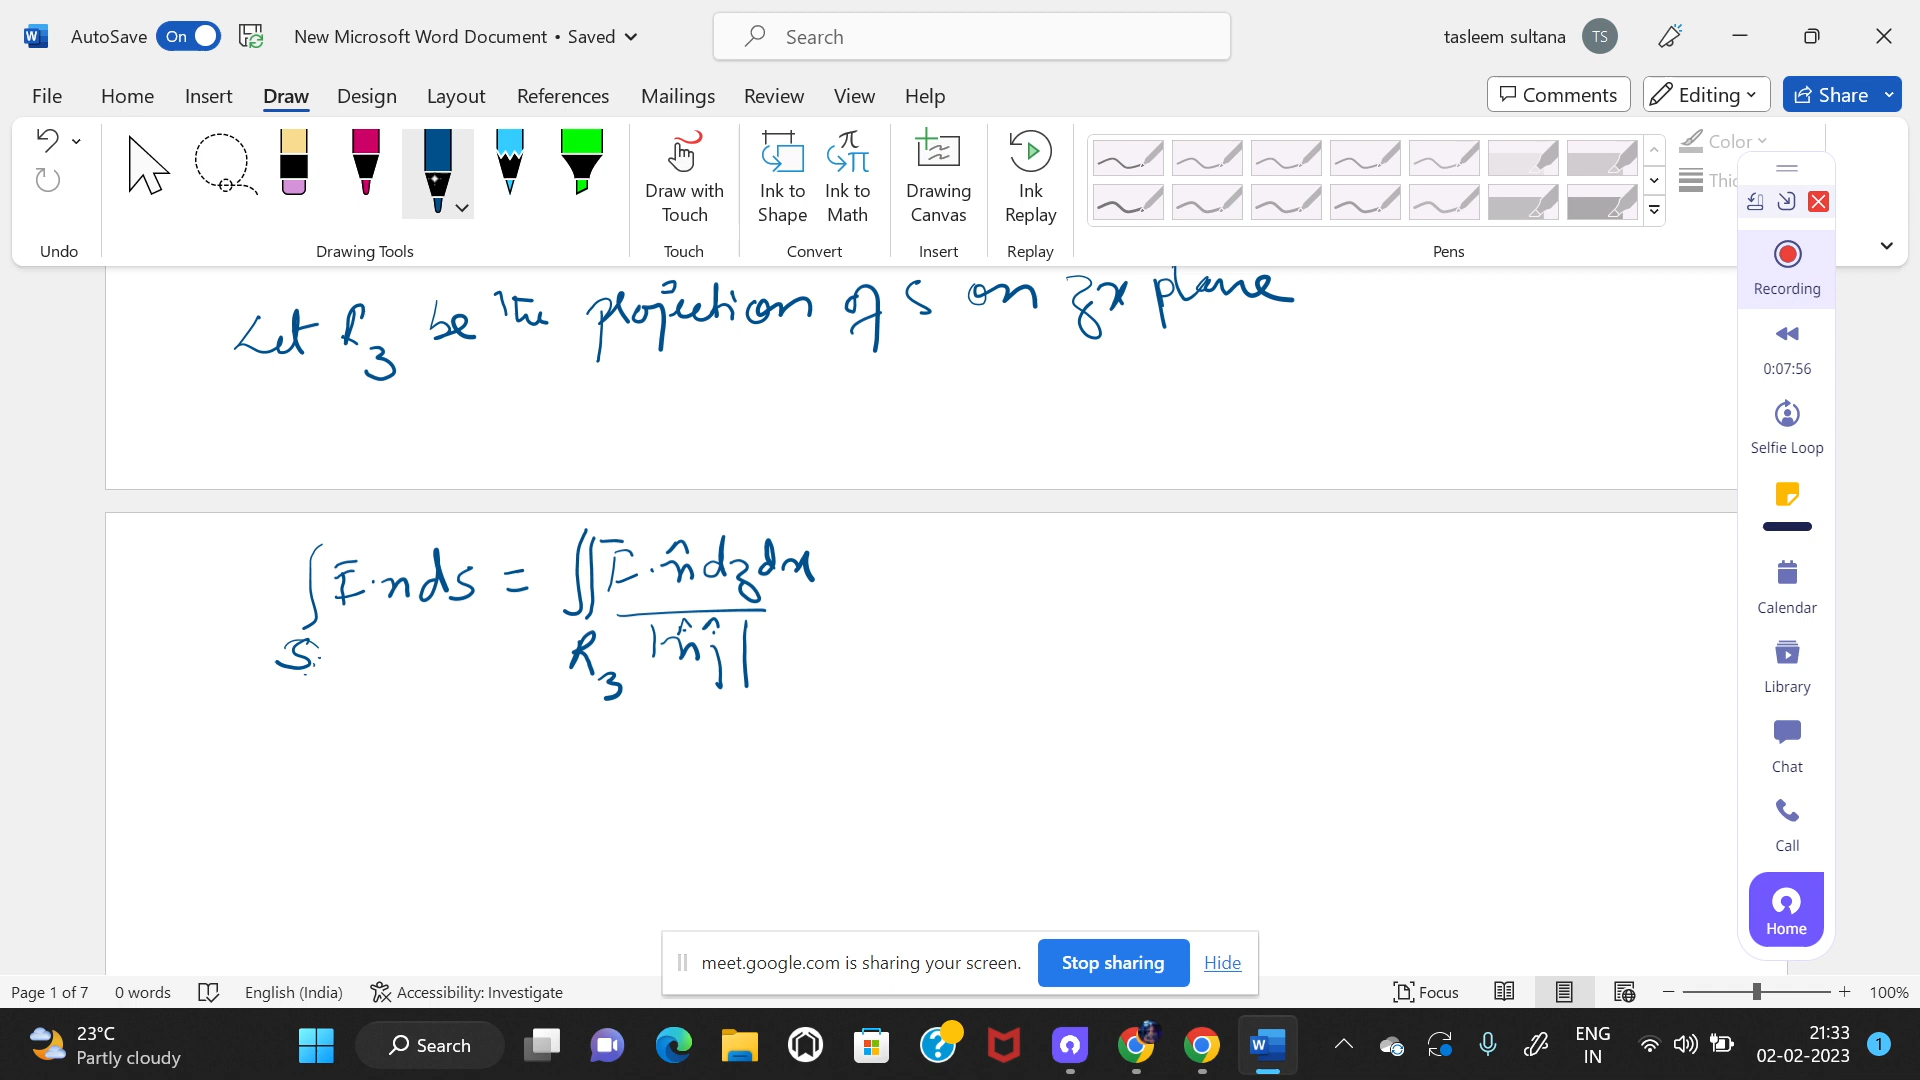 AutoSave On New Microsoft Word Document • Saved Search tasleem sultana TS
File Home Insert Draw Design Layout References Mailings Review View Help Comments Editing Share
Draw with Touch Ink to Shape Ink to Math Drawing Canvas Ink Replay Color Thic
Undo Drawing Tools Touch Convert Insert Replay Pens
Let R₃ be the projection of S on zx plane
∫ F̄·n ds = ∬ F̄·n̂ dz dx
S R₃ |n̂ ĵ|
Recording
0:07:56
Selfie Loop
Calendar
Library
Chat
Call
Home
meet.google.com is sharing your screen. Stop sharing Hide
Page 1 of 7 0 words English (India) Accessibility: Investigate Focus 100%
23°C
Partly cloudy
Search
ENG
IN
21:33
02-02-2023
1